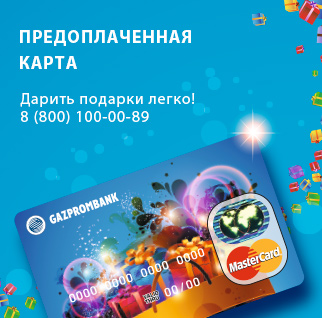 ПРЕДОПЛАЧЕННАЯ
КАРТА
Дарить подарки легко!
8 (800) 100-00-89
GAZPROMBANK
0000 0000 0000 0000
00/00
MasterCard